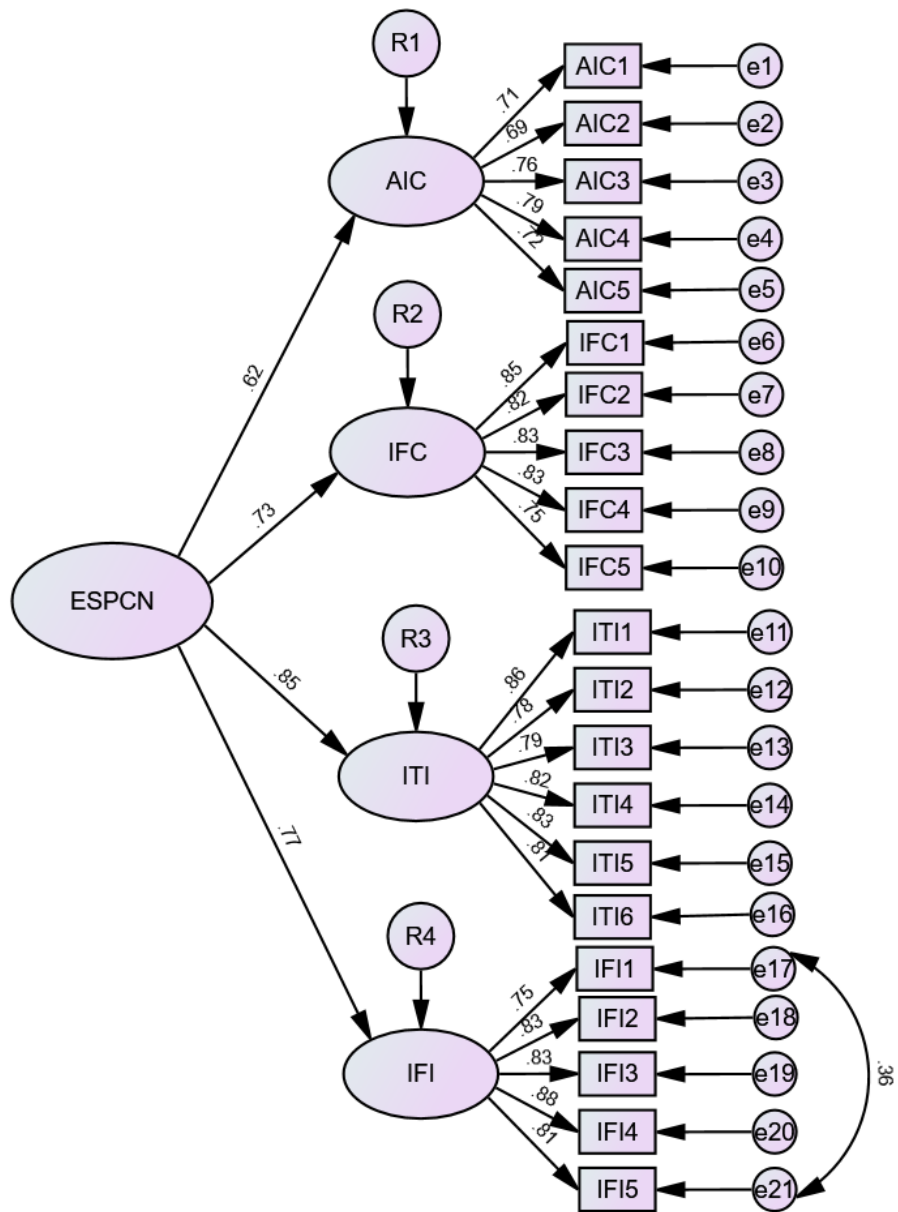 R1
AIC
.71
.69
.76
.79
.72
AIC1
e1
AIC2
e2
AIC3
e3
AIC4
e4
AIC5
e5
.62
R2
IFC
.85
.82
.83
.83
.75
IFC1
e6
IFC2
e7
IFC3
e8
IFC4
e9
IFC5
e10
.73
ESPCN
.85
R3
ITI
.86
.78
.79
.82
.83
.81
ITI1
e11
ITI2
e12
ITI3
e13
ITI4
e14
ITI5
e15
ITI6
e16
.77
R4
IFI
.75
.83
.83
.88
.81
IFI1
e17
IFI2
e18
IFI3
e19
IFI4
e20
IFI5
e21
.36